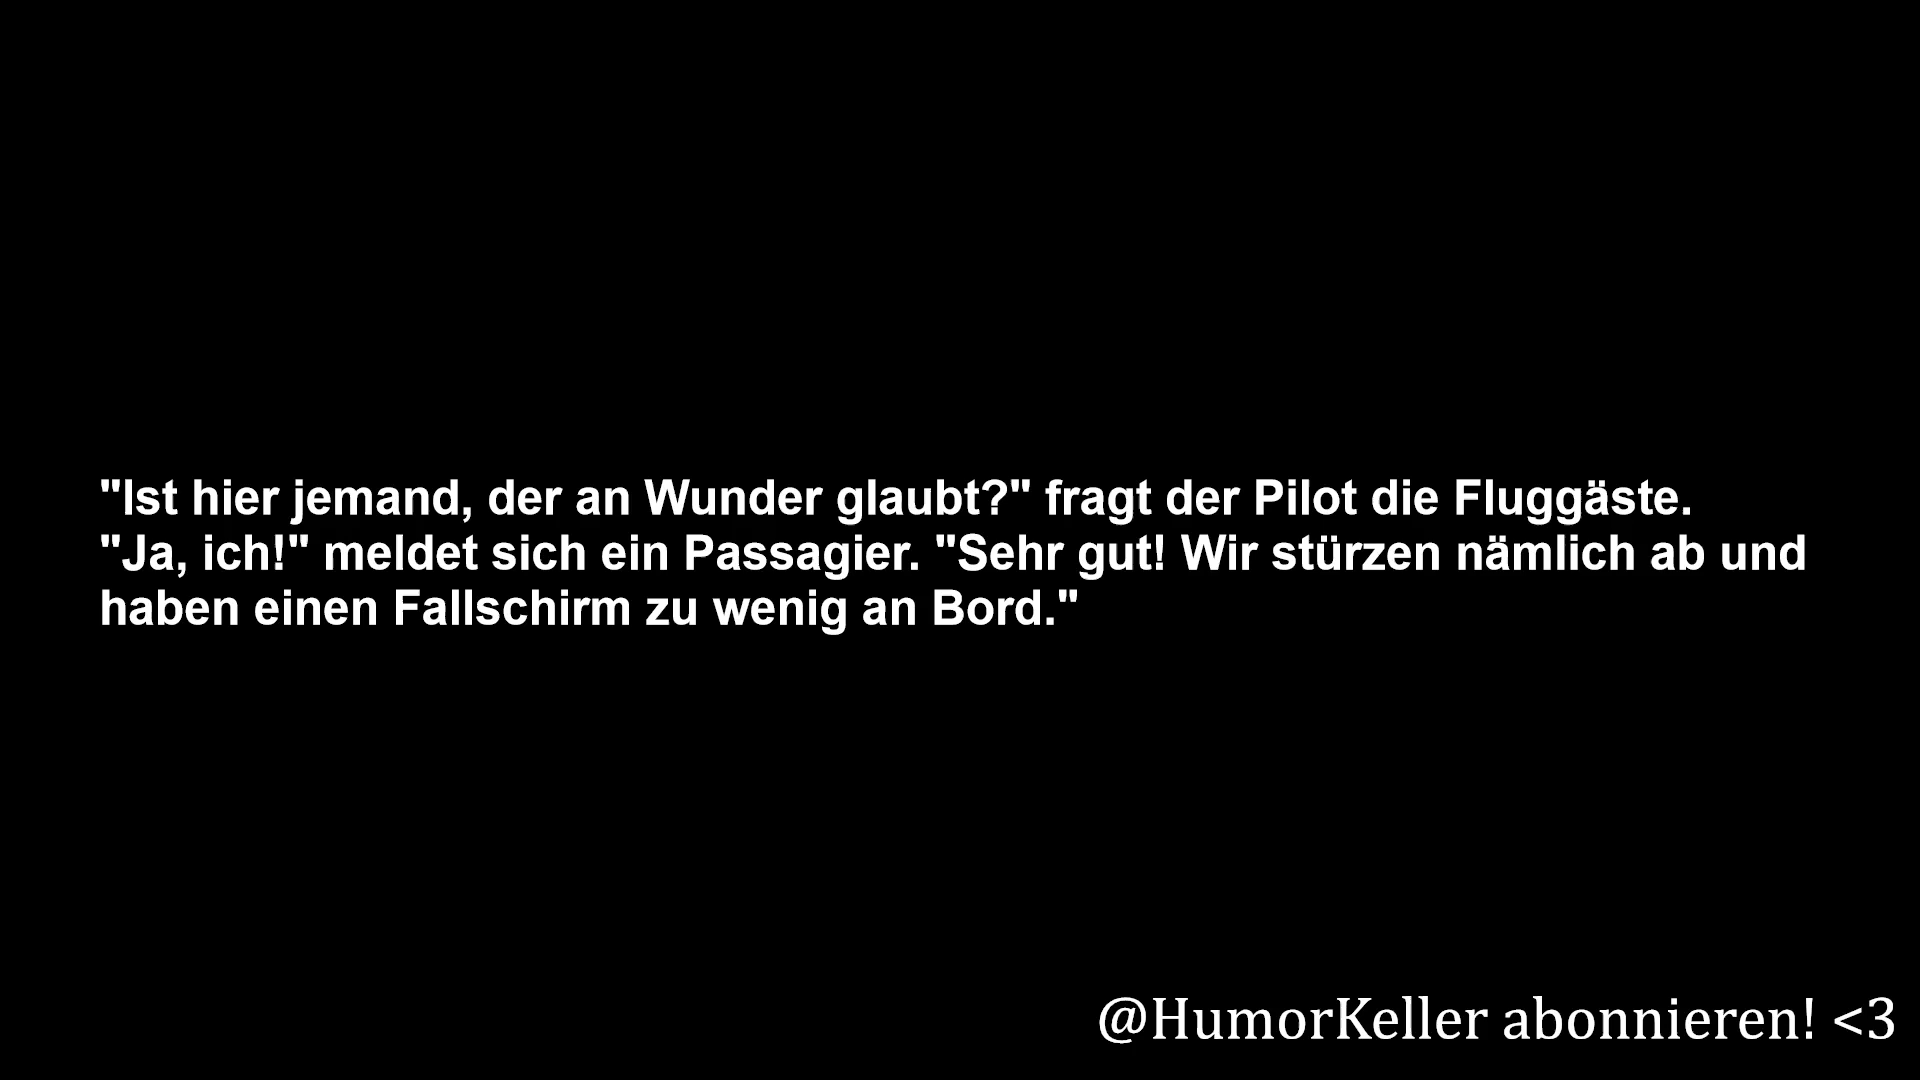 "Ist hier jemand, der an Wunder glaubt?" fragt der Pilot die Fluggäste.
"Ja, ich!" meldet sich ein Passagier. "Sehr gut! Wir stürzen nämlich ab und
haben einen Fallschirm zu wenig an Bord."
@HumorKeller abonnieren! <3